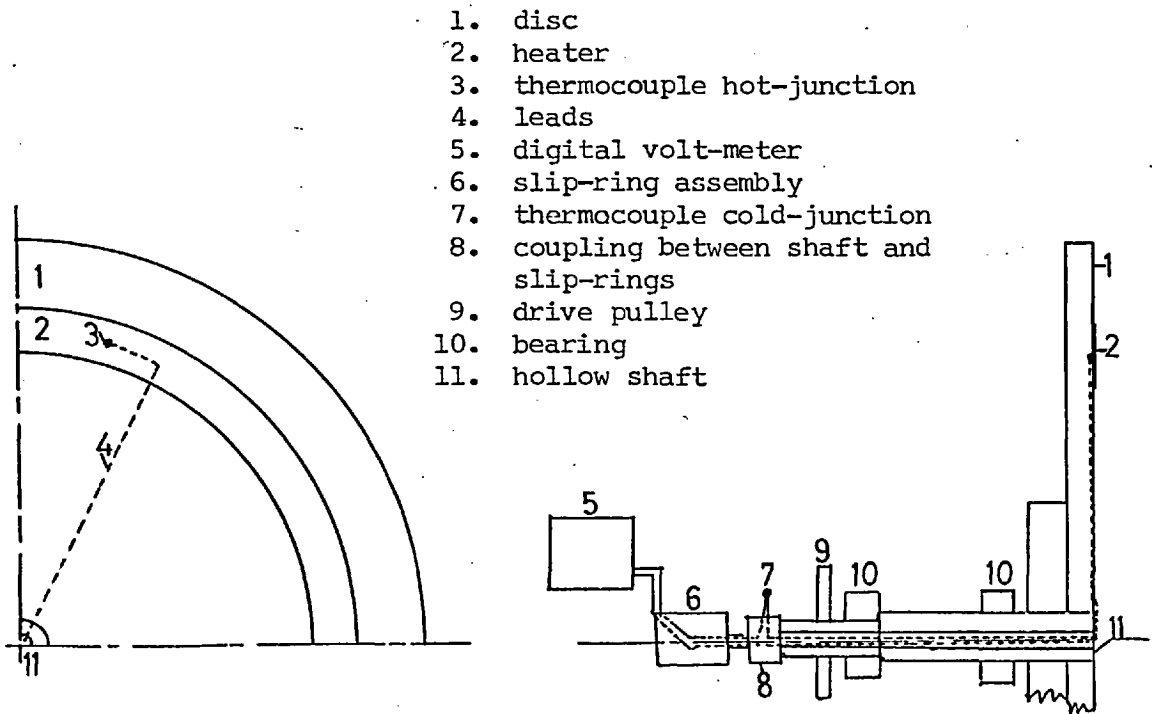 1. disc
2. heater
3. thermocouple hot-junction
4. leads
5. digital volt-meter
6. slip-ring assembly
7. thermocouple cold-junction
8. coupling between shaft and
slip-rings
9. drive pulley
10. bearing
11. hollow shaft
1
2
3
4
11
1
2
5
6
7
8
9
10
10
11